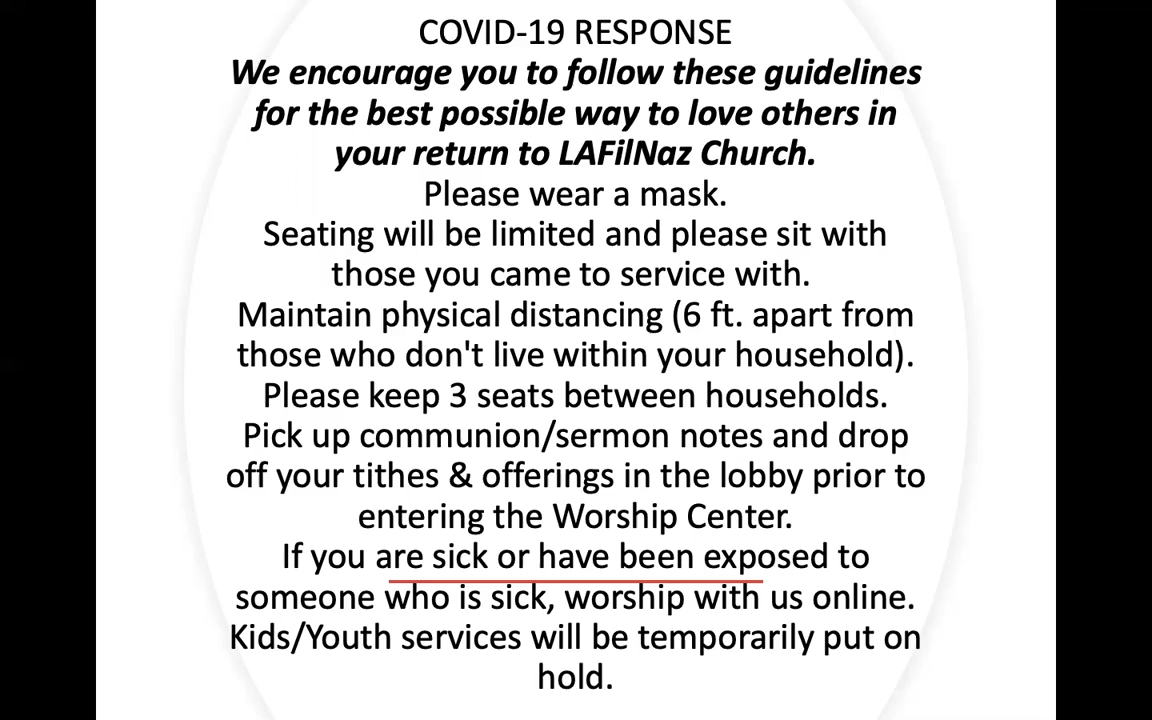 COVID-19 RESPONSE
We encourage you to follow these guidelines
for the best possible way to love others in
your return to LAFilNaz Church.
Please wear a mask.
Seating will be limited and please sit with
those you came to service with.
Maintain physical distancing (6 ft. apart from
those who don't live within your household).
Please keep 3 seats between households.
Pick up communion/sermon notes and drop
off your tithes & offerings in the lobby prior to
entering the Worship Center.
If you are sick or have been exposed to
someone who is sick, worship with us online.
Kids/Youth services will be temporarily put on
hold.